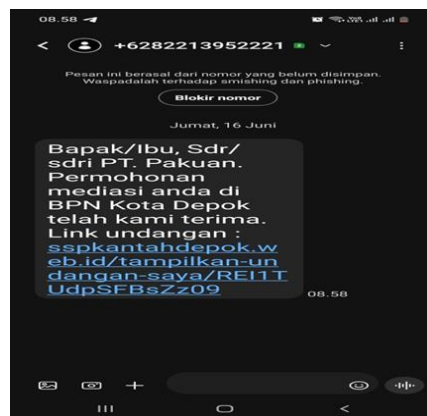 08.58
+6282213952221
Pesan ini berasal dari nomor yang belum disimpan.
Waspadalah terhadap smishing dan phishing.
Blokir nomor
Jumat, 16 Juni
Bapak/Ibu, Sdr/
sdri PT. Pakuan.
Permohonan
mediasi anda di
BPN Kota Depok
telah kami terima.
Link undangan :
sspkantahdepok.w
eb.id/tampilkan-un
dangan-saya/REI1T
UdpSFBsZz09
08.58